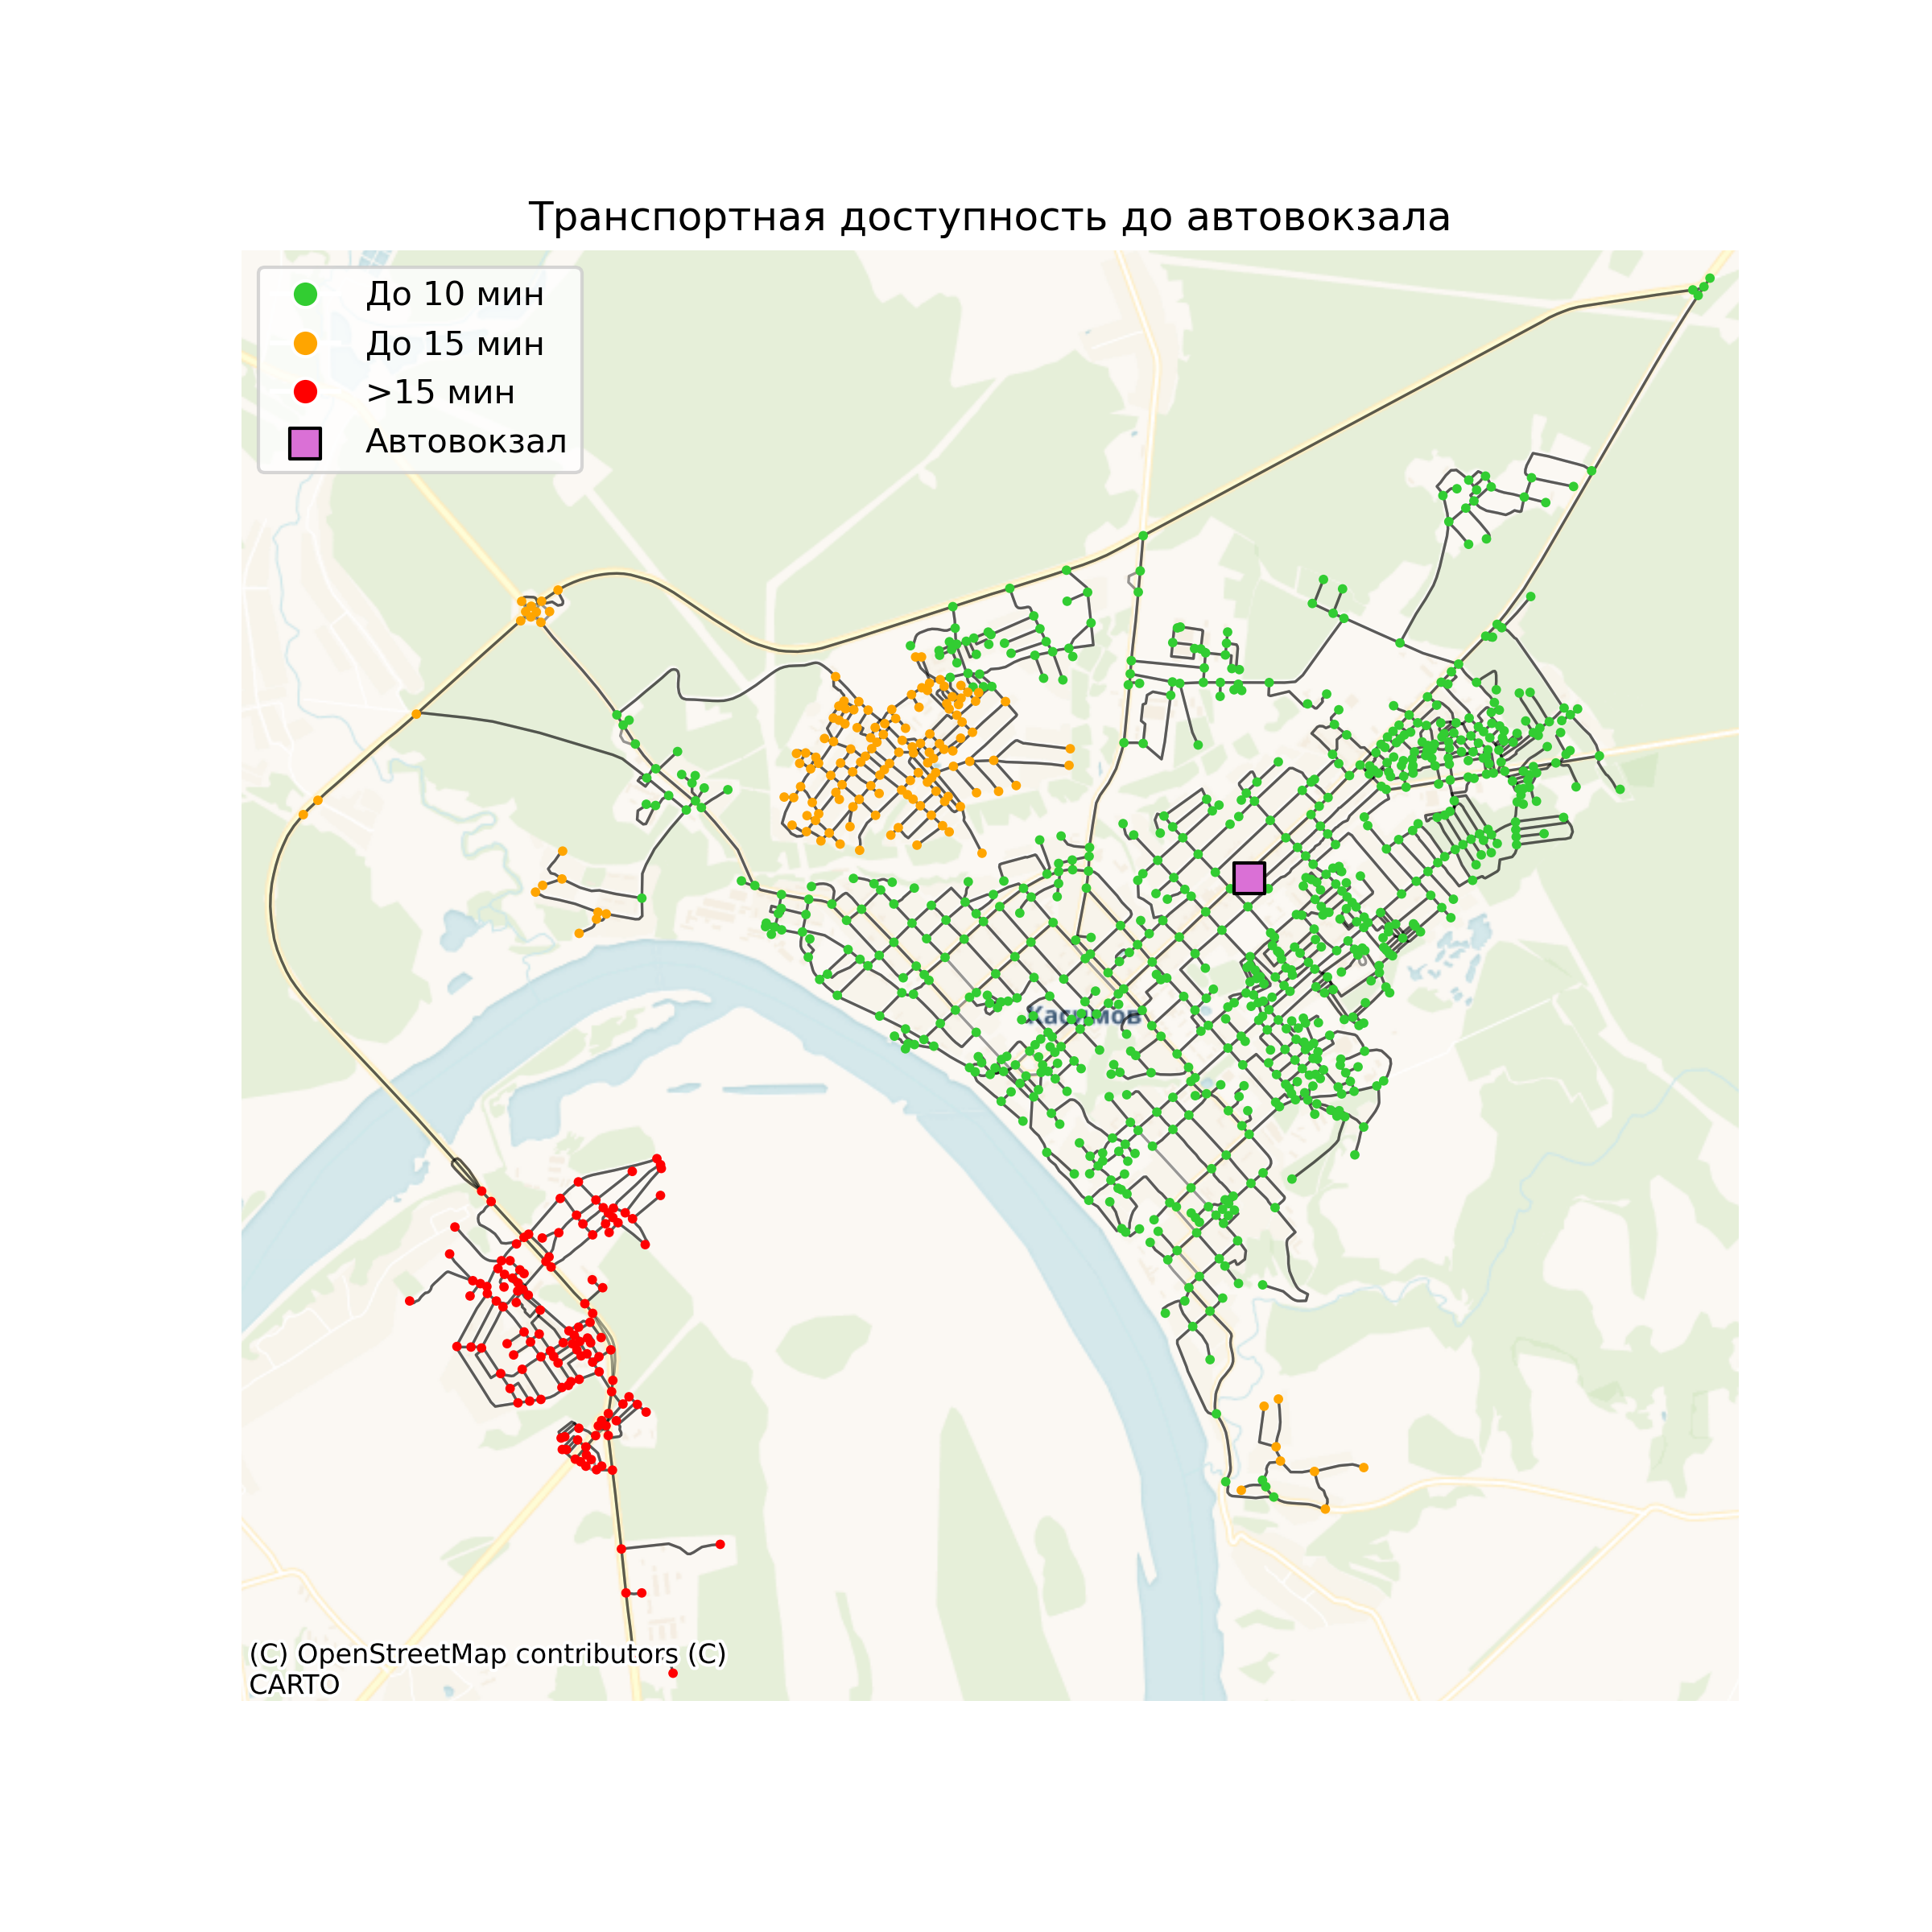 Транспортная доступность до автовокзала
До 10 мин
До 15 мин
>15 мин
Автовокзал
Касимов
(C) OpenStreetMap contributors (C)
CARTO